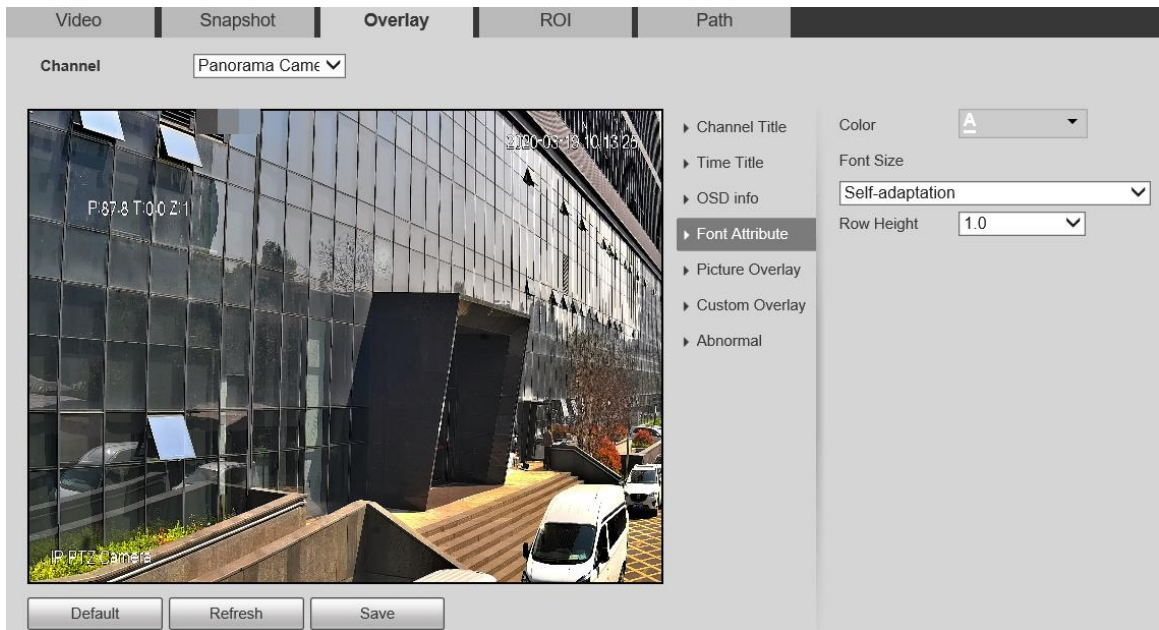 Video Snapshot Overlay ROI Path
Channel Panorama Came
2020-03-18 10:13:25
P:87.8 T:0.0 Z:1
IR PTZ Camera
Channel Title
Time Title
OSD info
Font Attribute
Picture Overlay
Custom Overlay
Abnormal
Color A
Font Size
Self-adaptation
Row Height 1.0
Default Refresh Save